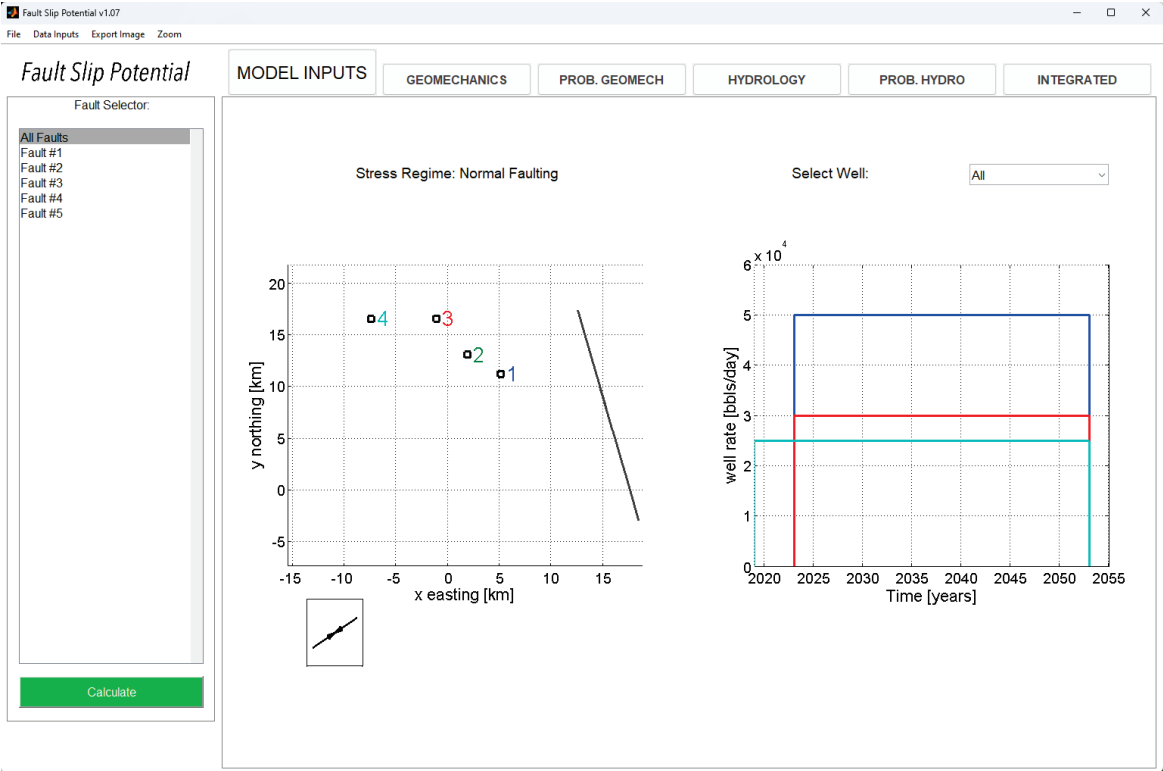 Fault Slip Potential v1.07
File Data Inputs Export Image Zoom
Fault Slip Potential
MODEL INPUTS
GEOMECHANICS
PROB. GEOMECH
HYDROLOGY
PROB. HYDRO
INTEGRATED
Fault Selector:
All Faults
Fault #1
Fault #2
Fault #3
Fault #4
Fault #5
Calculate
Stress Regime: Normal Faulting
Select Well:
All
20
15
10
5
0
-5
y northing [km]
4
3
2
1
-15 -10 -5 0 5 10 15
x easting [km]
x 10^4
6
5
4
3
2
1
0
well rate [bbls/day]
2020 2025 2030 2035 2040 2045 2050 2055
Time [years]